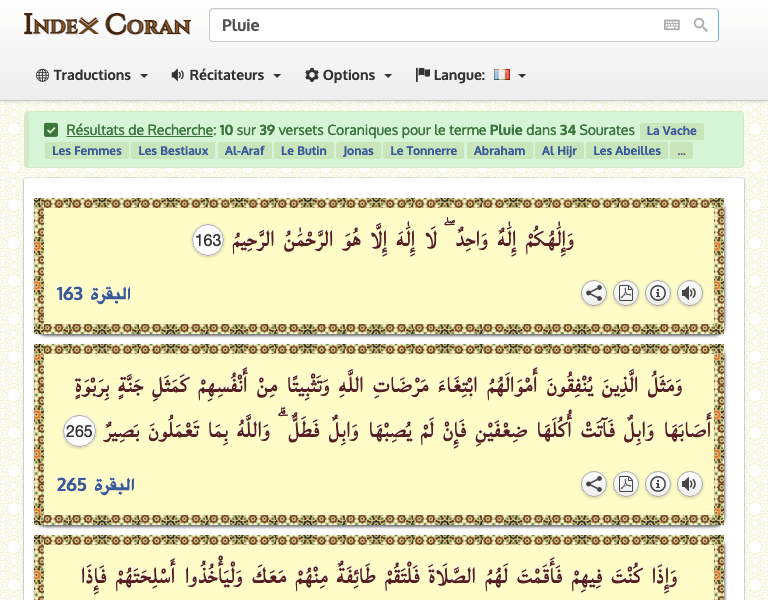 INDEX CORAN
Pluie
Traductions Récitateurs Options Langue:
Résultats de Recherche: 10 sur 39 versets Coraniques pour le terme Pluie dans 34 Sourates La Vache
Les Femmes Les Bestiaux Al-Araf Le Butin Jonas Le Tonnerre Abraham Al Hijr Les Abeilles ...
وَإِلَٰهُكُمْ إِلَٰهٌ وَاحِدٌ ۖ لَا إِلَٰهَ إِلَّا هُوَ الرَّحْمَٰنُ الرَّحِيمُ 163
البقرة 163
وَمَثَلُ الَّذِينَ يُنْفِقُونَ أَمْوَالَهُمُ ابْتِغَاءَ مَرْضَاتِ اللَّهِ وَتَثْبِيتًا مِنْ أَنْفُسِهِمْ كَمَثَلِ جَنَّةٍ بِرَبْوَةٍ
أَصَابَهَا وَابِلٌ فَآتَتْ أُكُلَهَا ضِعْفَيْنِ فَإِنْ لَمْ يُصِبْهَا وَابِلٌ فَطَلٌّ ۗ وَاللَّهُ بِمَا تَعْمَلُونَ بَصِيرٌ 265
البقرة 265
وَإِذَا كُنْتَ فِيهِمْ فَأَقَمْتَ لَهُمُ الصَّلَاةَ فَلْتَقُمْ طَائِفَةٌ مِنْهُمْ مَعَكَ وَلْيَأْخُذُوا أَسْلِحَتَهُمْ فَإِذَا